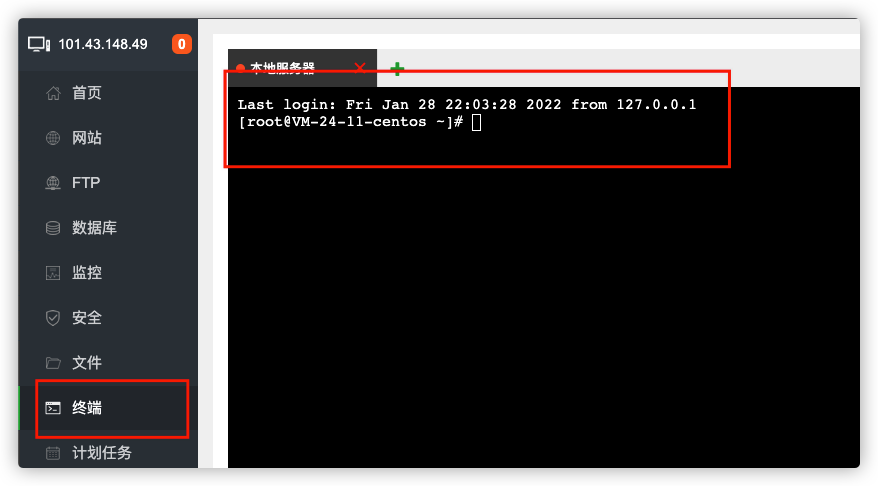 101.43.148.49
0
首页
网站
FTP
数据库
监控
安全
文件
终端
计划任务
本地服务器
Last login: Fri Jan 28 22:03:28 2022 from 127.0.0.1
[root@VM-24-11-centos ~]#